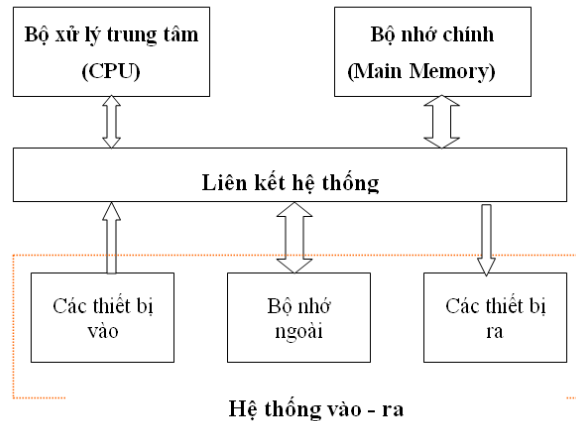 Bộ xử lý trung tâm
(CPU)
Bộ nhớ chính
(Main Memory)
Liên kết hệ thống
Các thiết bị
vào
Bộ nhớ
ngoài
Các thiết bị
ra
Hệ thống vào - ra